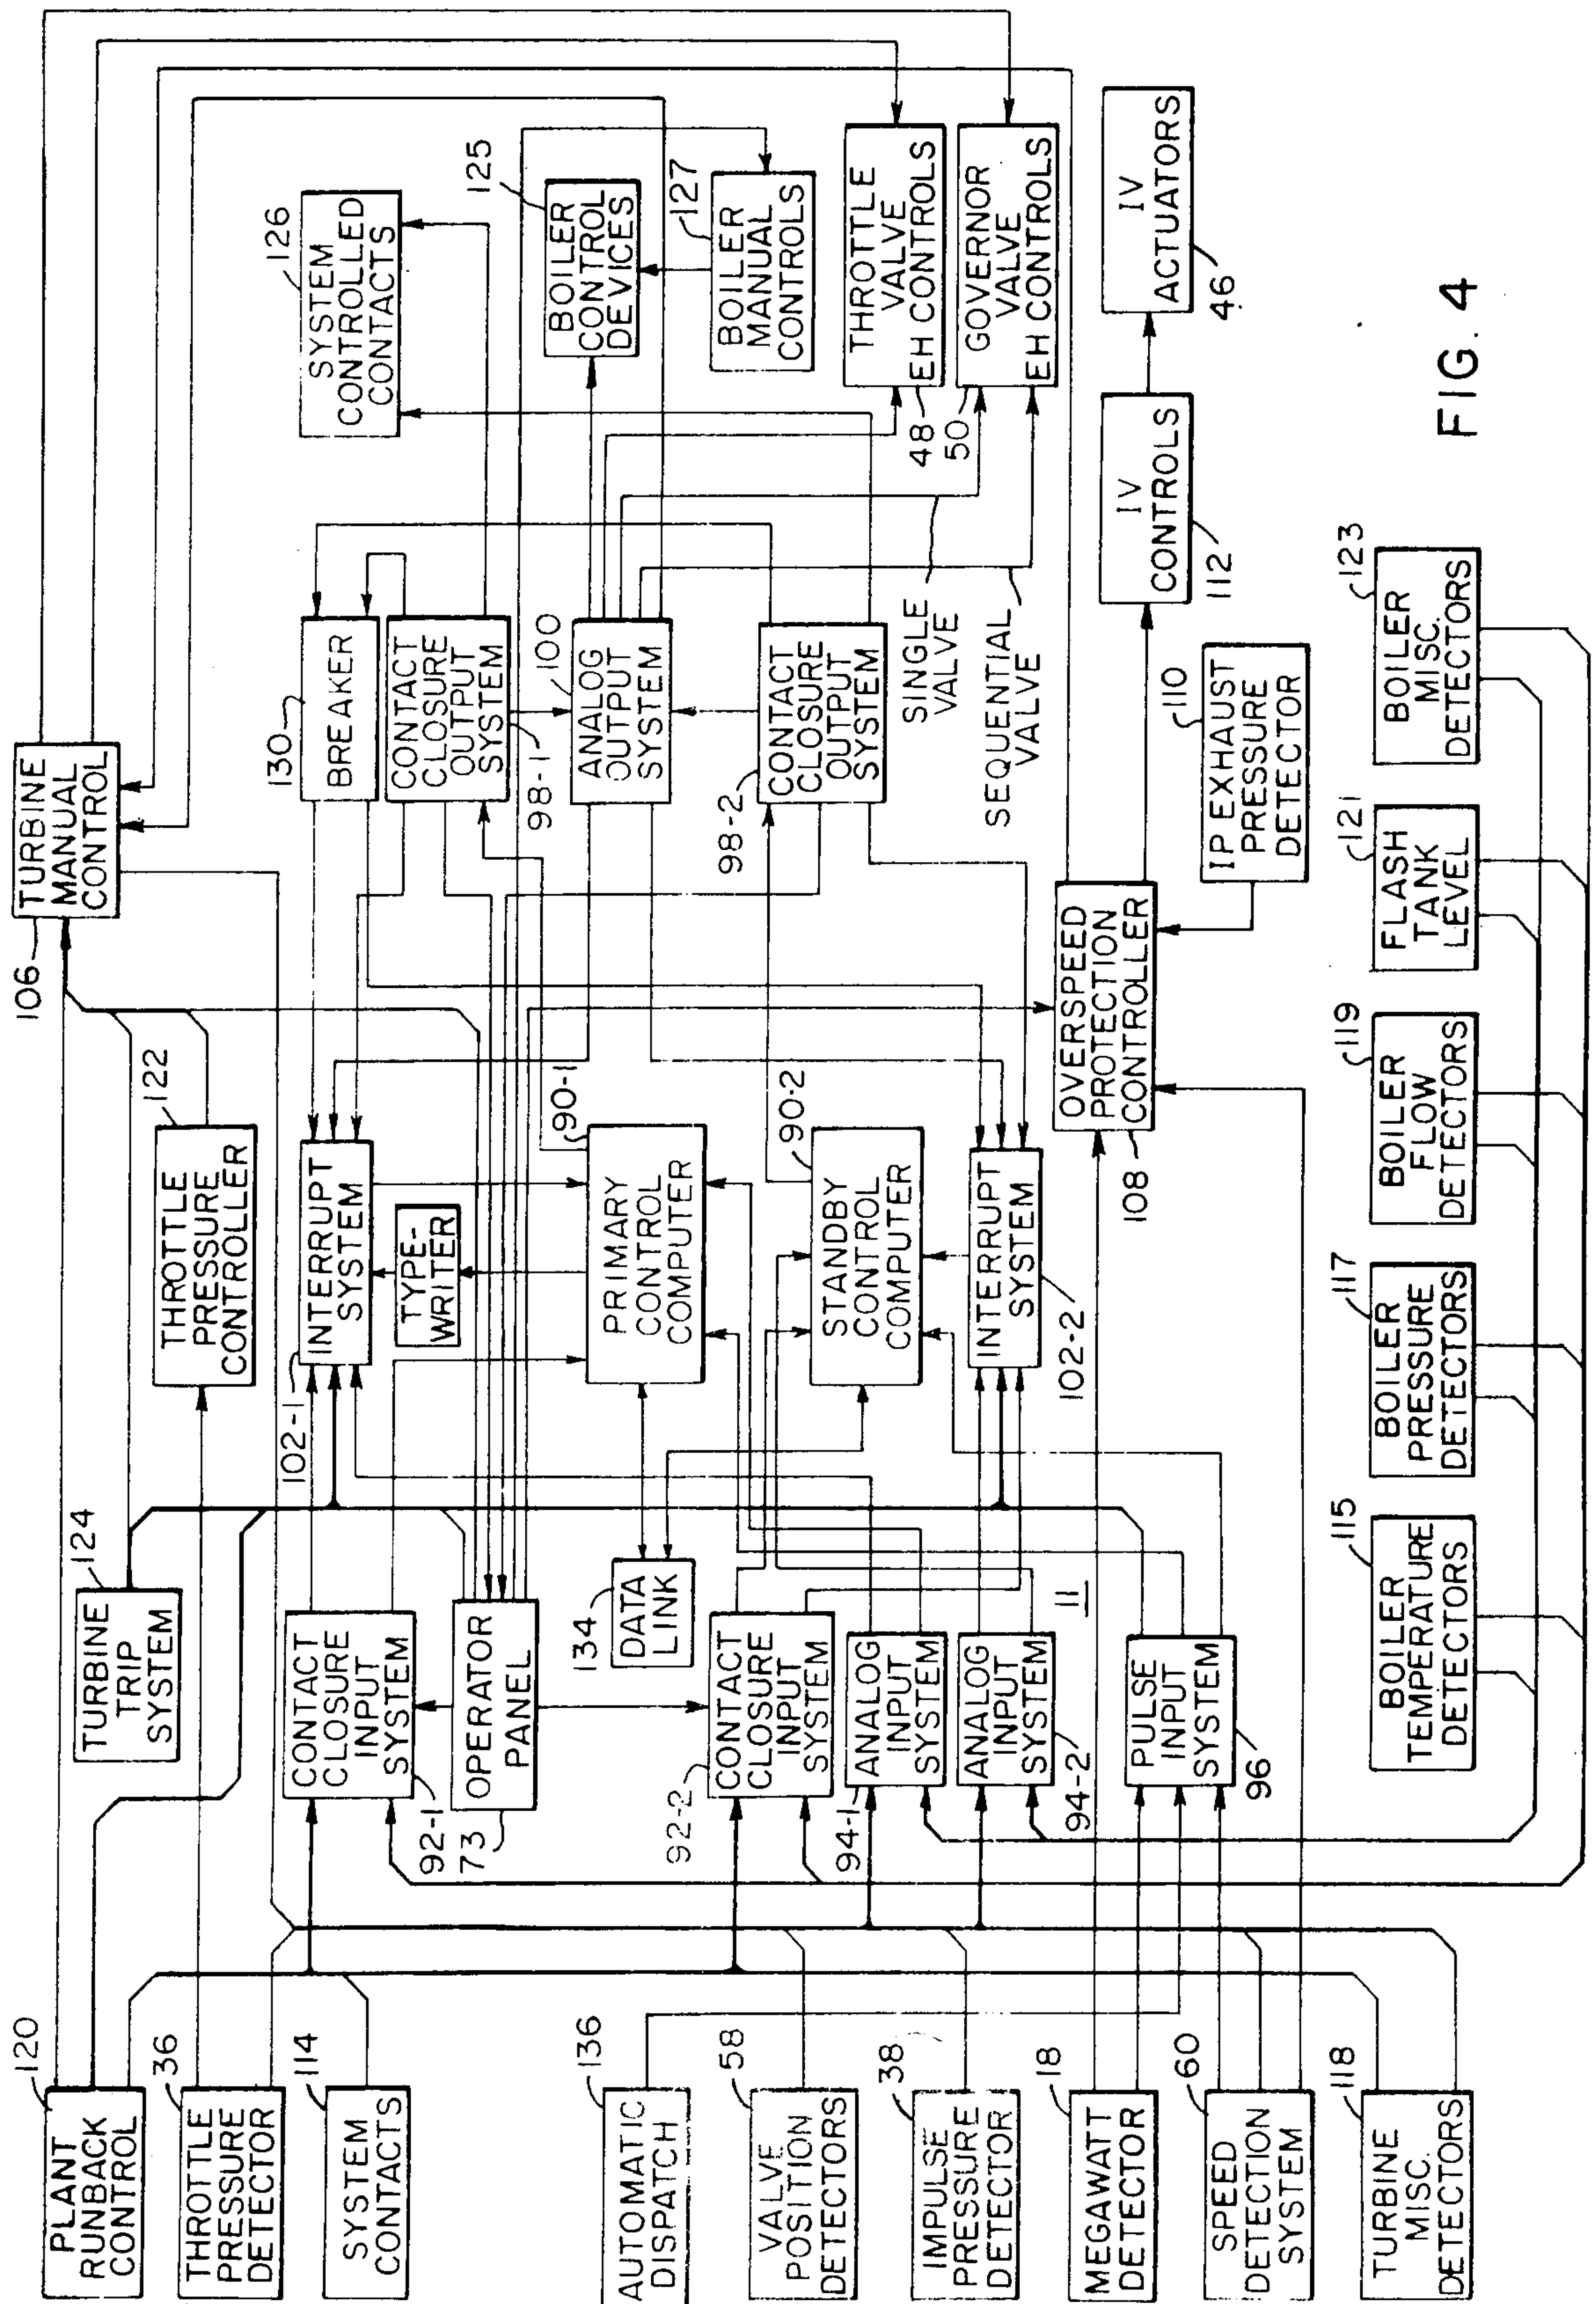 PLANT
RUNBACK
CONTROL
120
THROTTLE
PRESSURE
DETECTOR
36
SYSTEM
CONTACTS
114
AUTOMATIC
DISPATCH
136
VALVE
POSITION
DETECTORS
58
IMPULSE
PRESSURE
DETECTOR
38
MEGAWATT
DETECTOR
18
SPEED
DETECTION
SYSTEM
60
TURBINE
MISC.
DETECTORS
118
TURBINE
TRIP
SYSTEM
124
CONTACT
CLOSURE
INPUT
SYSTEM
92-1
OPERATOR
PANEL
73
DATA
LINK
134
CONTACT
CLOSURE
INPUT
SYSTEM
92-2
ANALOG
INPUT
SYSTEM
94-1
ANALOG
INPUT
SYSTEM
94-2
PULSE
INPUT
SYSTEM
96
11
THROTTLE
PRESSURE
CONTROLLER
122
INTERRUPT
SYSTEM
102-1
TYPE-
WRITER
PRIMARY
CONTROL
COMPUTER
90-1
STANDBY
CONTROL
COMPUTER
90-2
INTERRUPT
SYSTEM
102-2
TURBINE
MANUAL
CONTROL
106
BREAKER
130
CONTACT
CLOSURE
OUTPUT
SYSTEM
98-1
ANALOG
OUTPUT
SYSTEM
100
CONTACT
CLOSURE
OUTPUT
SYSTEM
98-2
SINGLE
VALVE
SEQUENTIAL
VALVE
OVERSPEED
PROTECTION
CONTROLLER
108
IP EXHAUST
PRESSURE
DETECTOR
110
SYSTEM
CONTROLLED
CONTACTS
126
BOILER
CONTROL
DEVICES
125
BOILER
MANUAL
CONTROLS
127
THROTTLE
VALVE
EH CONTROLS
48
GOVERNOR
VALVE
EH CONTROLS
50
IV
CONTROLS
112
IV
ACTUATORS
46
BOILER
TEMPERATURE
DETECTORS
115
BOILER
PRESSURE
DETECTORS
117
BOILER
FLOW
DETECTORS
119
FLASH
TANK
LEVEL
121
BOILER
MISC.
DETECTORS
123
FIG. 4